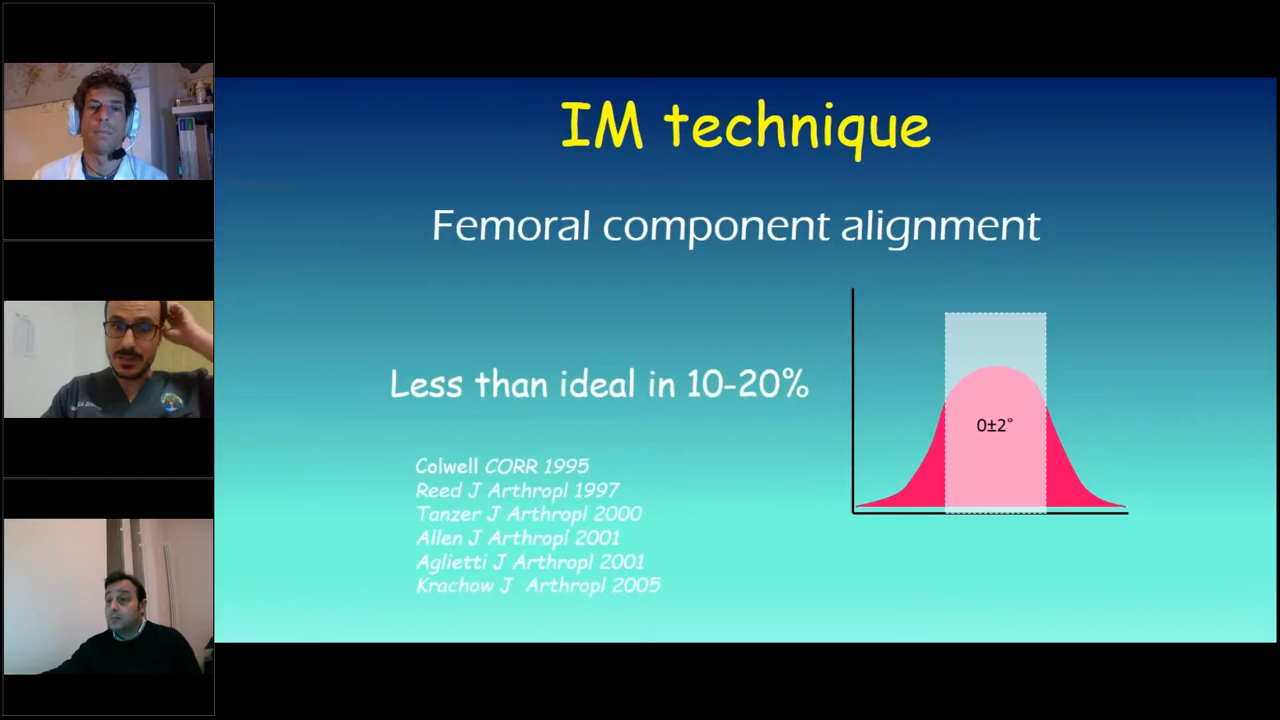 IM technique
Femoral component alignment
Less than ideal in 10-20%
0±2°
Colwell CORR 1995
Reed J Arthropl 1997
Tanzer J Arthropl 2000
Allen J Arthropl 2001
Aglietti J Arthropl 2001
Krachow J Arthropl 2005